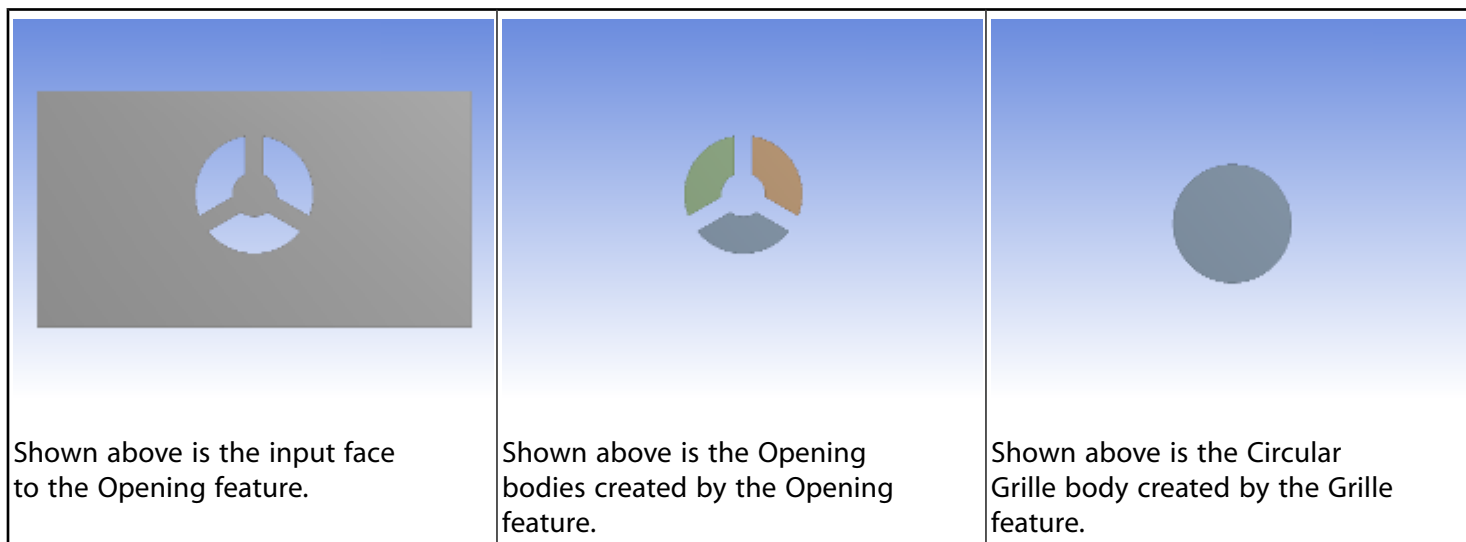 Shown above is the input face
to the Opening feature.
Shown above is the Opening
bodies created by the Opening
feature.
Shown above is the Circular
Grille body created by the Grille
feature.